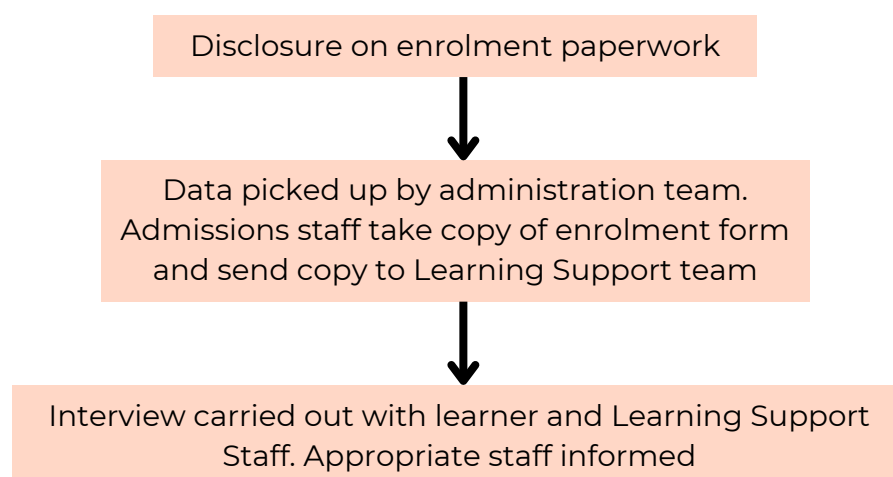 Disclosure on enrolment paperwork
Data picked up by administration team.
Admissions staff take copy of enrolment form
and send copy to Learning Support team
Interview carried out with learner and Learning Support
Staff. Appropriate staff informed